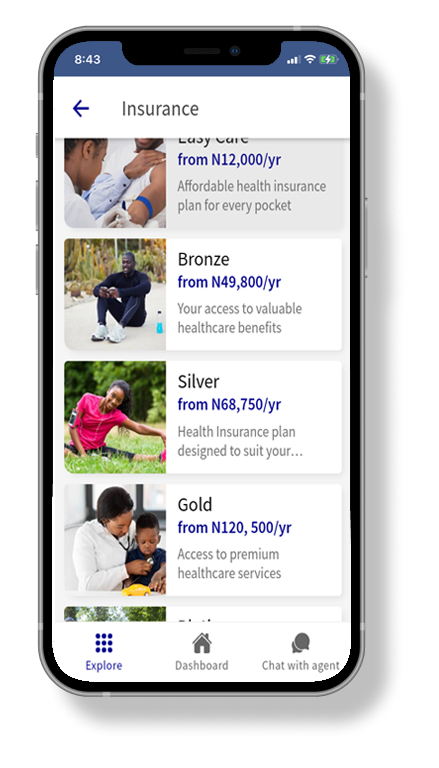 8:43
Insurance
Easy Care
from N12,000/yr
Affordable health insurance
plan for every pocket
Bronze
from N49,800/yr
Your access to valuable
healthcare benefits
Silver
from N68,750/yr
Health Insurance plan
designed to suit your...
Gold
from N120, 500/yr
Access to premium
healthcare services
Explore
Dashboard
Chat with agent